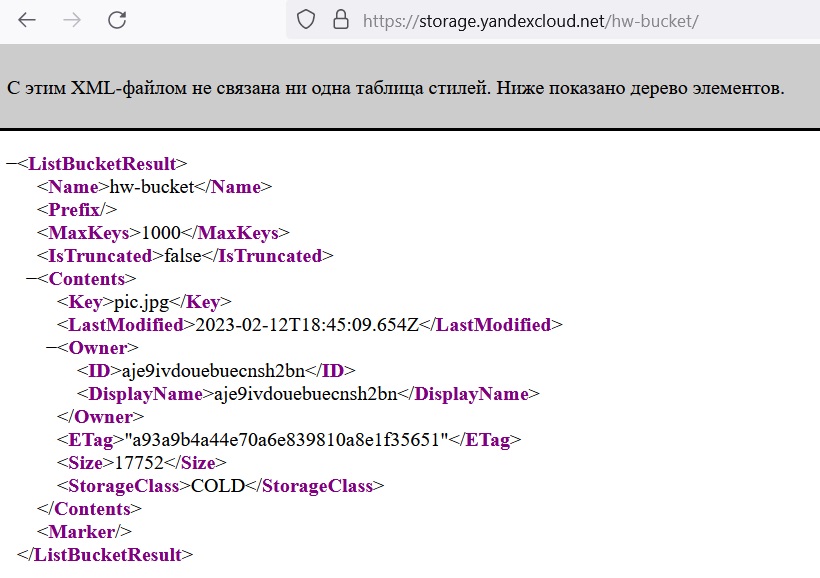 https://storage.yandexcloud.net/hw-bucket/
С этим XML-файлом не связана ни одна таблица стилей. Ниже показано дерево элементов.
–<ListBucketResult>
<Name>hw-bucket</Name>
<Prefix/>
<MaxKeys>1000</MaxKeys>
<IsTruncated>false</IsTruncated>
–<Contents>
<Key>pic.jpg</Key>
<LastModified>2023-02-12T18:45:09.654Z</LastModified>
–<Owner>
<ID>aje9ivdouebuecnsh2bn</ID>
<DisplayName>aje9ivdouebuecnsh2bn</DisplayName>
</Owner>
<ETag>"a93a9b4a44e70a6e839810a8e1f35651"</ETag>
<Size>17752</Size>
<StorageClass>COLD</StorageClass>
</Contents>
<Marker/>
</ListBucketResult>